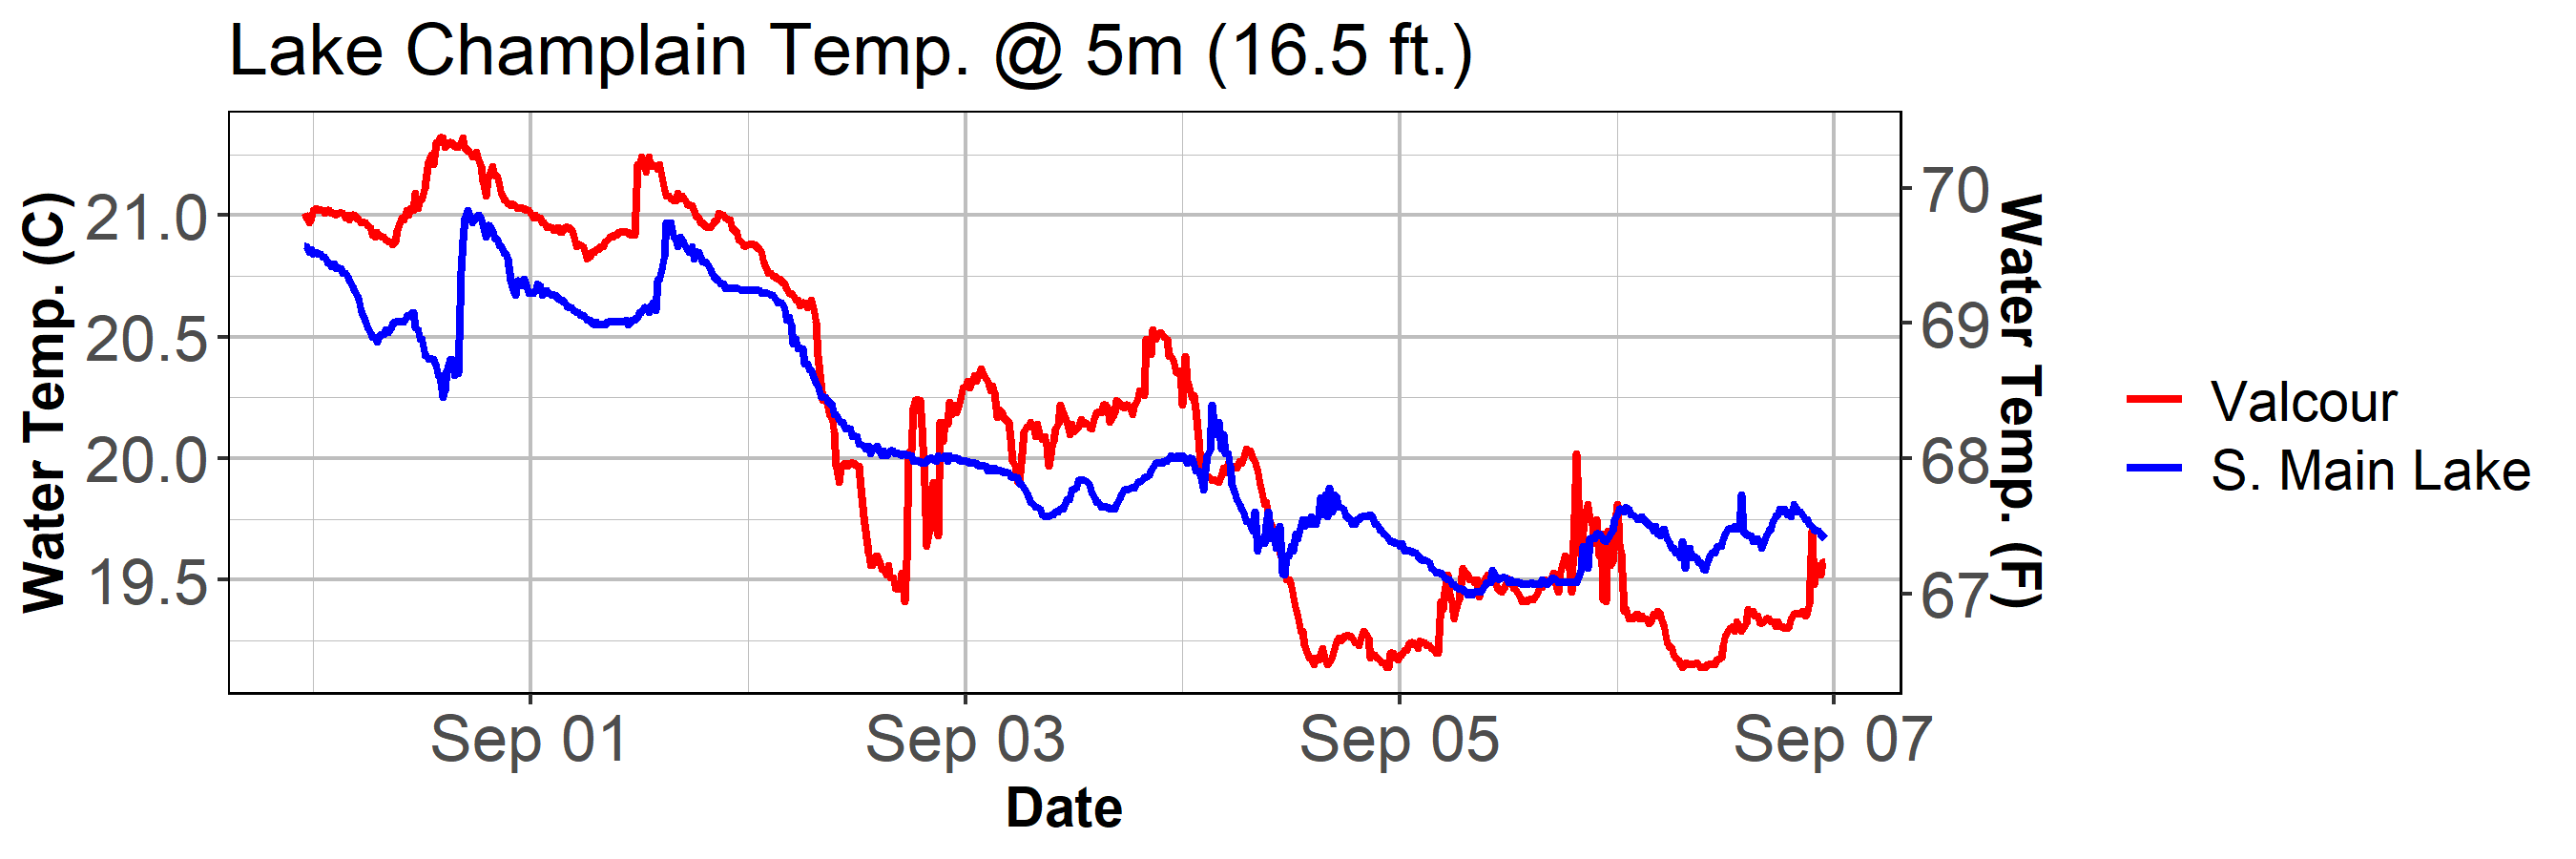 Lake Champlain Temp. @ 5m (16.5 ft.)
Water Temp. (C)
21.0
20.5
20.0
19.5
70
69
68
67
Water Temp. (F)
Sep 01
Sep 03
Sep 05
Sep 07
Date
Valcour
S. Main Lake